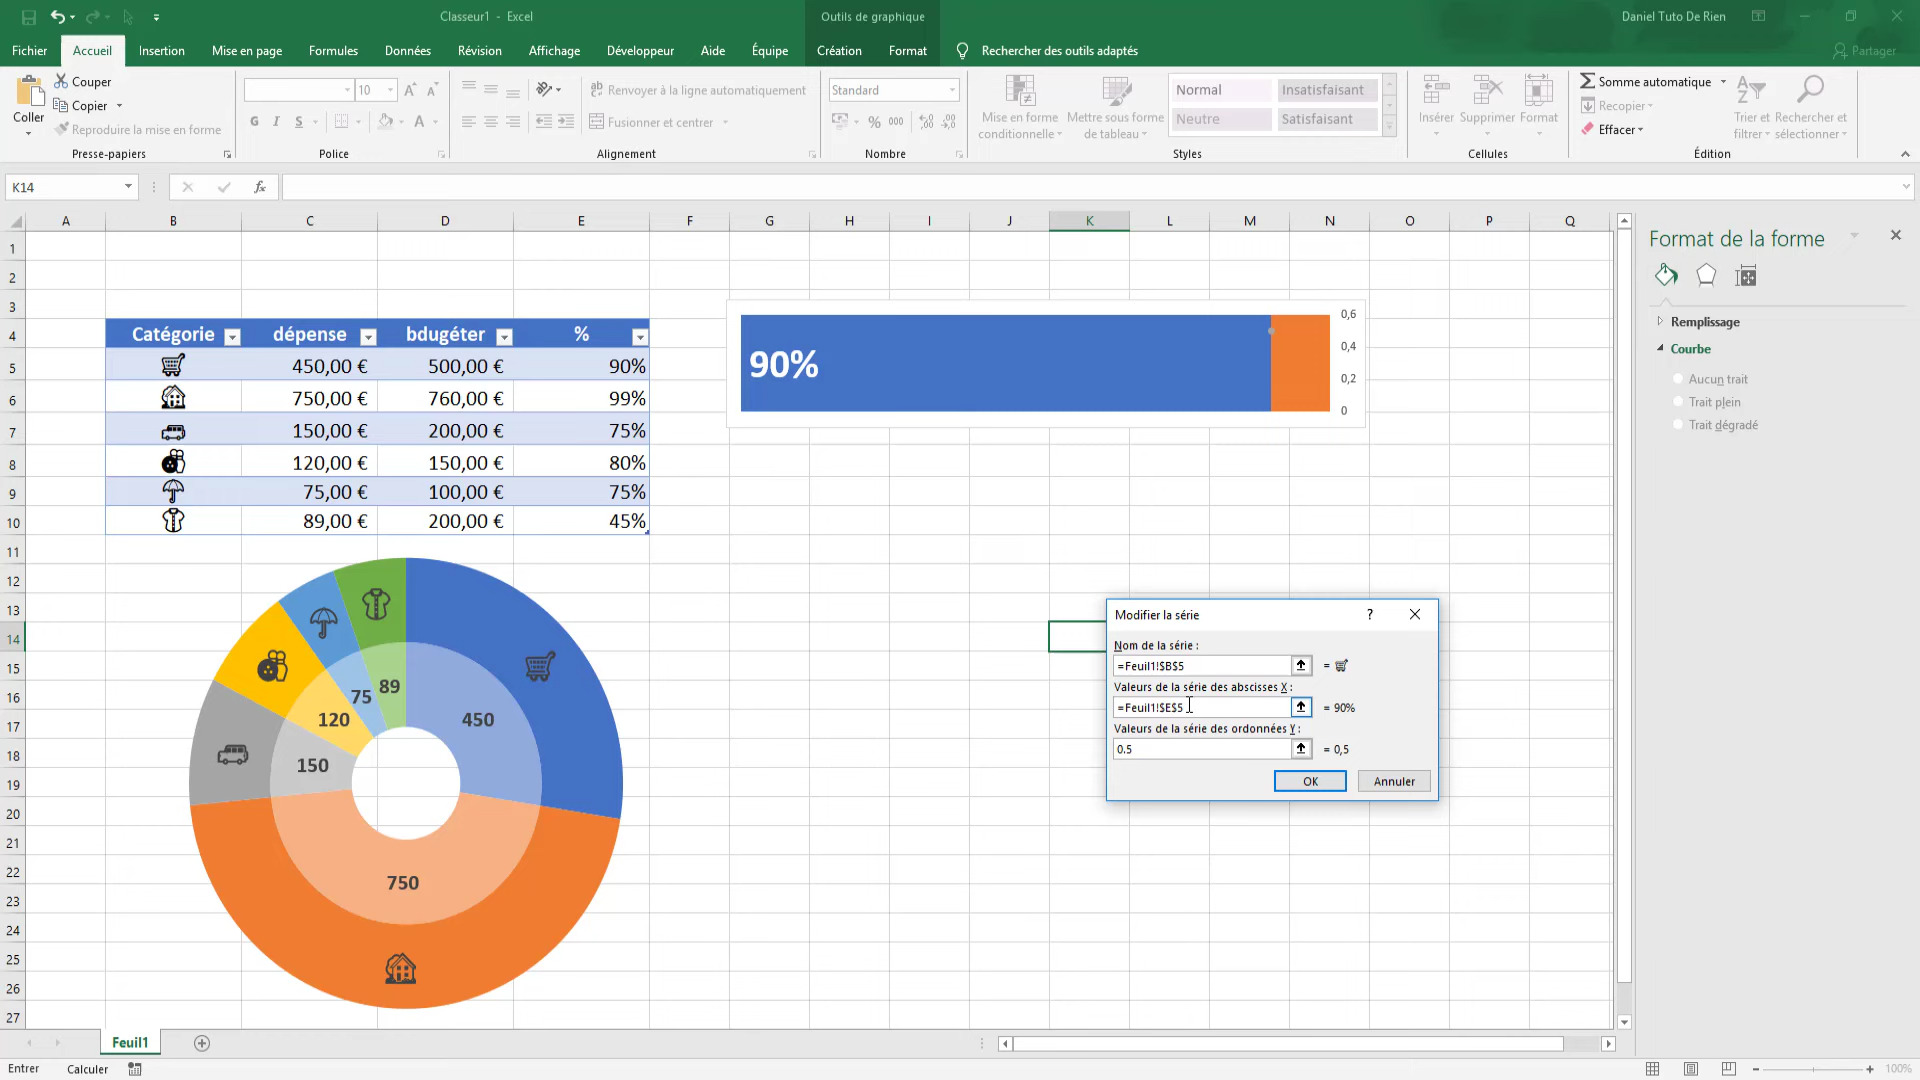 Classeur1 - Excel
Outils de graphique
Daniel Tuto De Rien
Fichier Accueil Insertion Mise en page Formules Données Révision Affichage Développeur Aide Équipe Création Format Rechercher des outils adaptés Partager
Coller
Couper
Copier
Reproduire la mise en forme
Presse-papiers
10
G I S
Police
Renvoyer à la ligne automatiquement
Fusionner et centrer
Alignement
Standard
% 000
Nombre
Mise en forme conditionnelle
Mettre sous forme de tableau
Normal Insatisfaisant
Neutre Satisfaisant
Styles
Insérer Supprimer Format
Cellules
Somme automatique
Recopier
Effacer
Trier et filtrer
Rechercher et sélectionner
Édition
K14
fx
A B C D E F G H I J K L M N O P Q
1
2
3
4 Catégorie dépense bdugéter %
5 450,00 € 500,00 € 90%
6 750,00 € 760,00 € 99%
7 150,00 € 200,00 € 75%
8 120,00 € 150,00 € 80%
9 75,00 € 100,00 € 75%
10 89,00 € 200,00 € 45%
11
12
13
14
15
16
17
18
19
20
21
22
23
24
25
26
27
90%
0,6
0,4
0,2
0
89
75
120
450
150
750
Modifier la série ?
Nom de la série :
=Feuil1!$B$5 =
Valeurs de la série des abscisses X :
=Feuil1!$E$5 = 90%
Valeurs de la série des ordonnées Y :
0.5 = 0,5
OK Annuler
Format de la forme
Remplissage
Courbe
Aucun trait
Trait plein
Trait dégradé
Feuil1
Entrer Calculer
100%